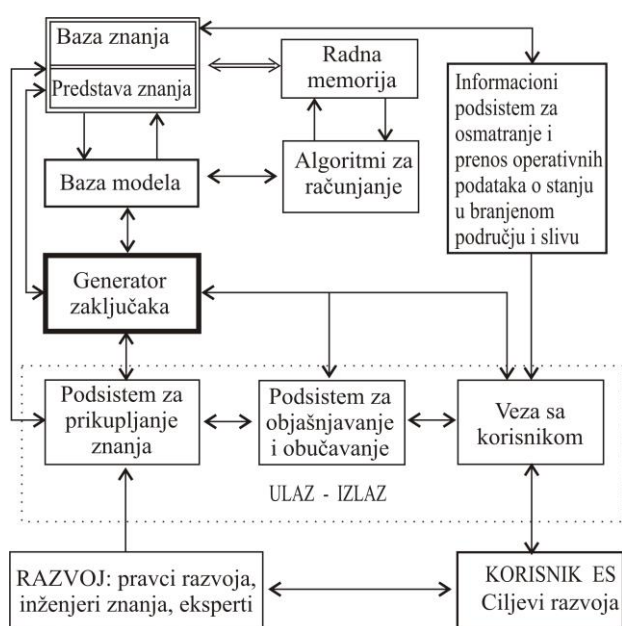 Baza znanja
Predstava znanja
Radna
memorija
Informacioni
podsistem za
osmatranje i
prenos operativnih
podataka o stanju
u branjenom
području i slivu
Baza modela
Algoritmi za
računjanje
Generator
zaključaka
Podsistem za
prikupljanje
znanja
Podsistem za
objašnjavanje
i obučavanje
Veza sa
korisnikom
ULAZ - IZLAZ
RAZVOJ: pravci razvoja,
inženjeri znanja, eksperti
KORISNIK ES
Ciljevi razvoja